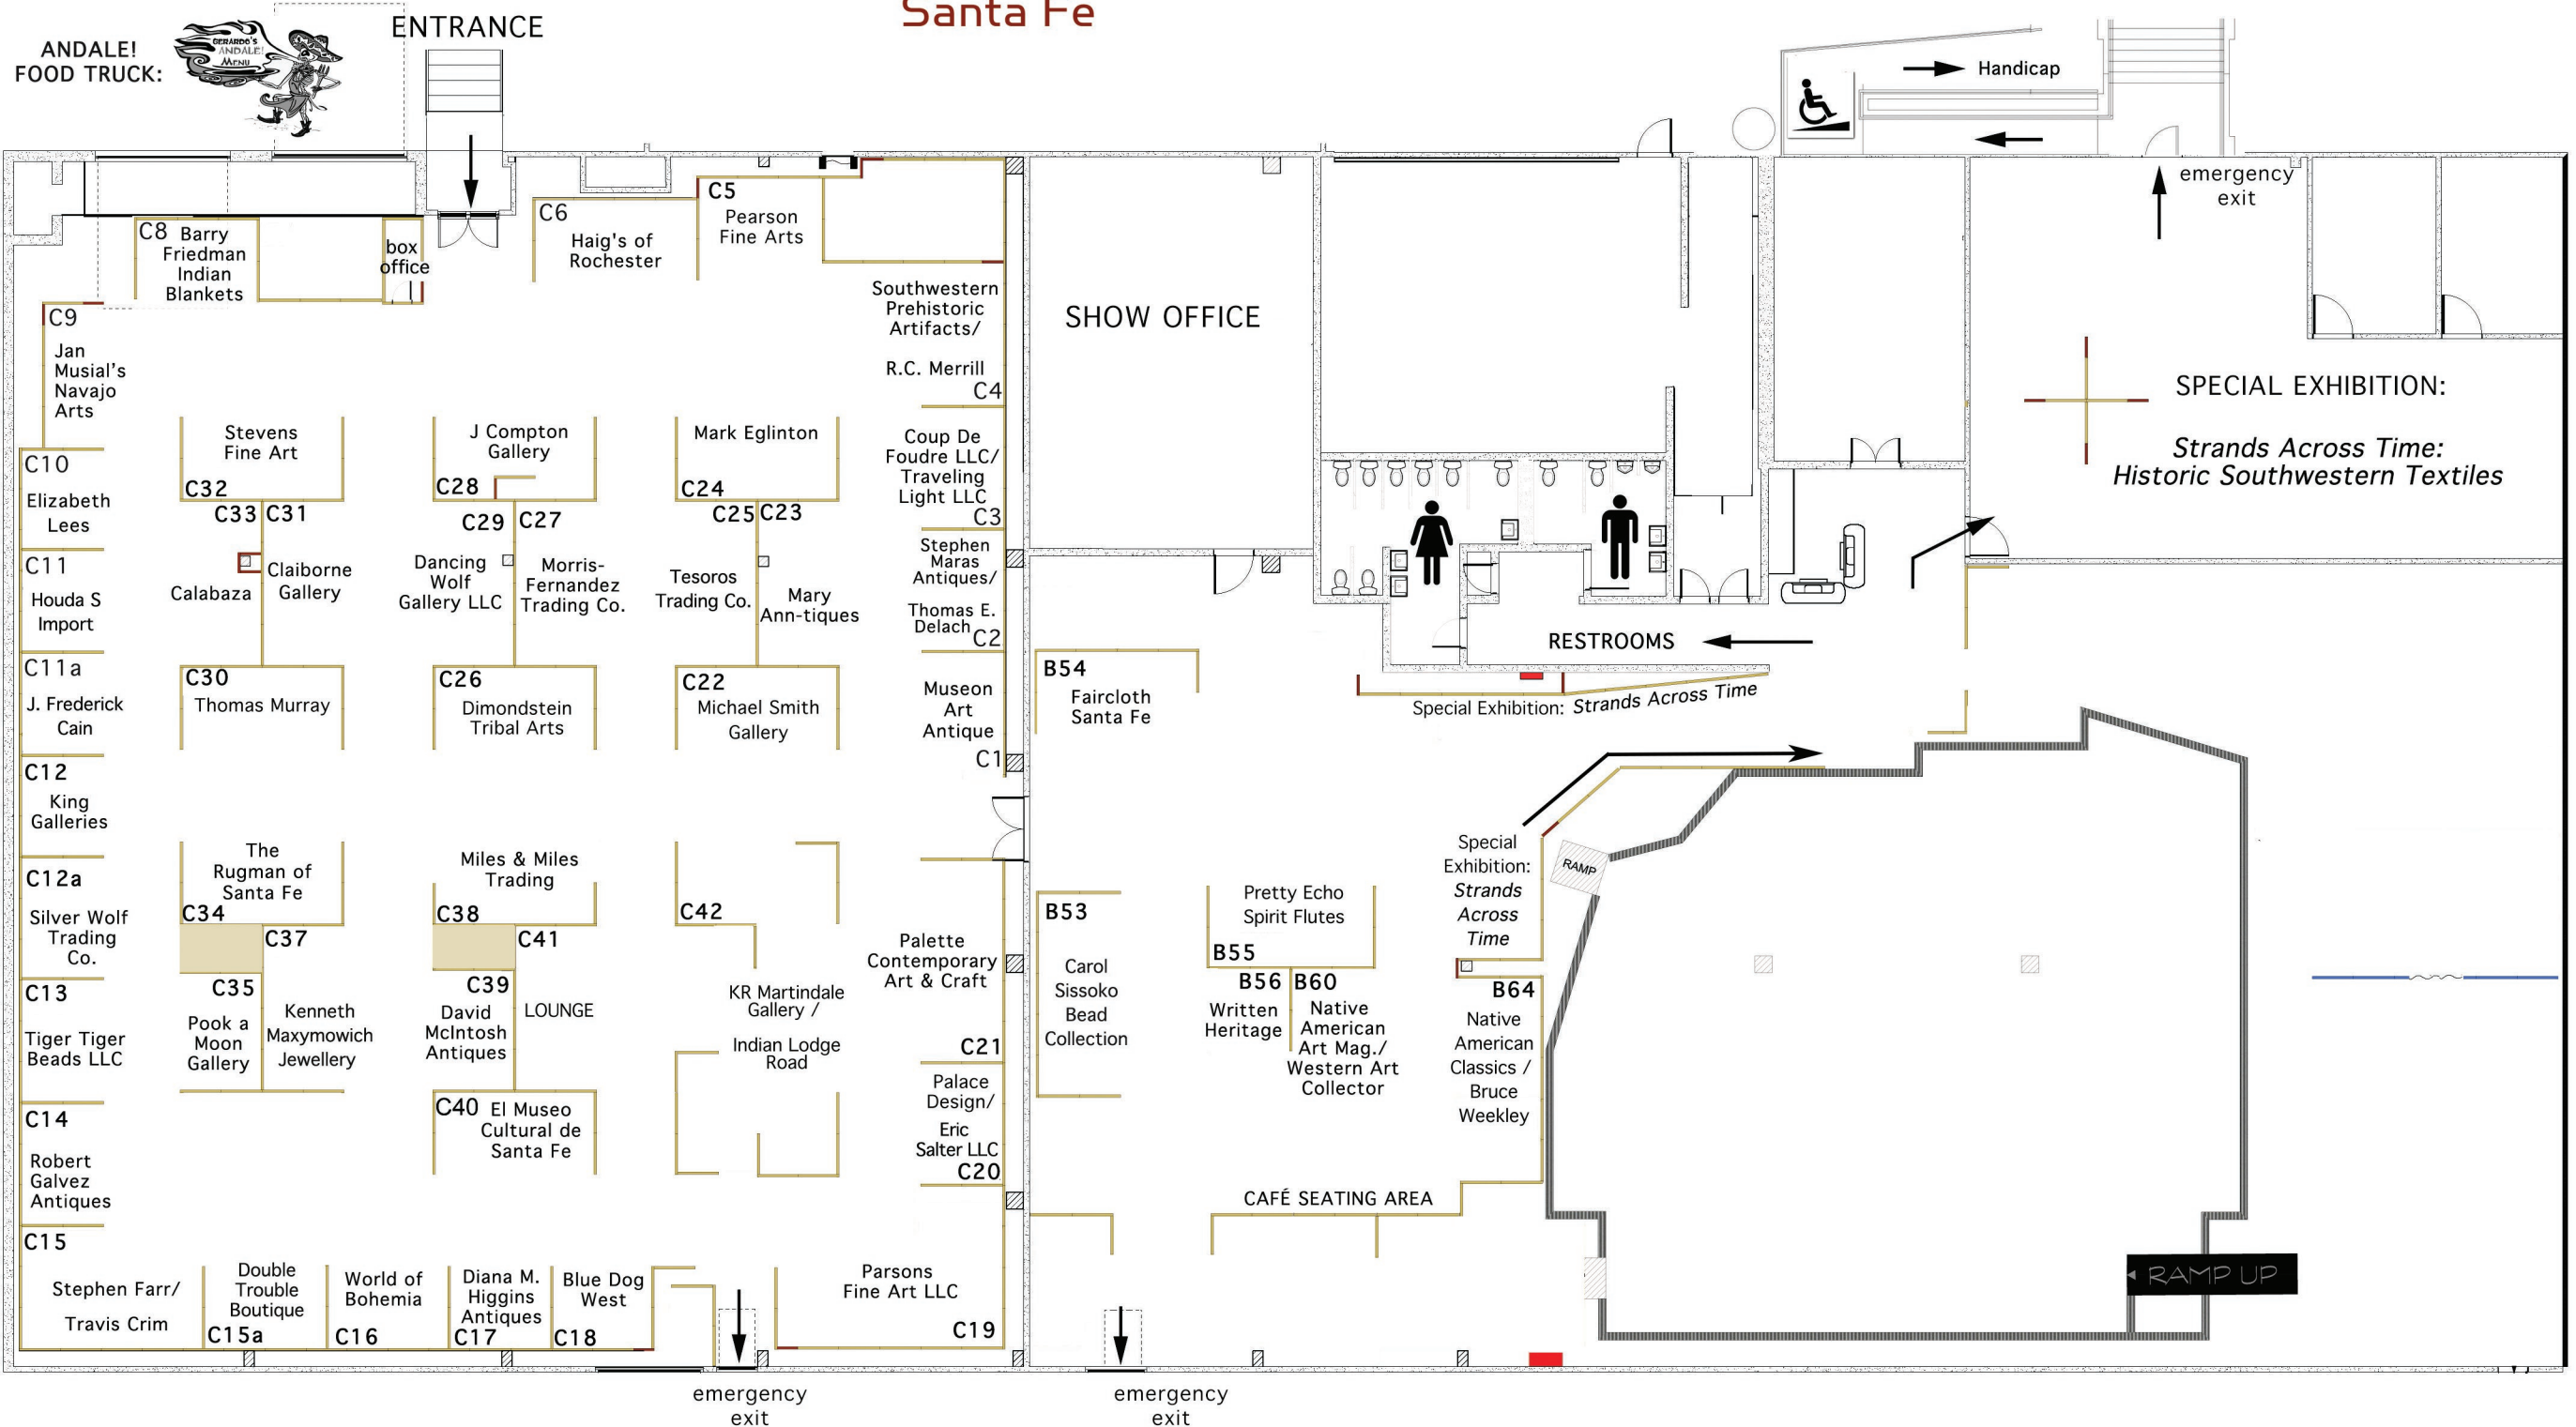 Santa Fe
ENTRANCE
ANDALE!
FOOD TRUCK:
GERARDO'S
ANDALE!
MENU
Handicap
emergency
exit
C8 Barry
Friedman
Indian
Blankets
box
office
C6
Haig's of
Rochester
C5
Pearson
Fine Arts
Southwestern
Prehistoric
Artifacts/
R.C. Merrill
C4
SHOW OFFICE
C9
Jan
Musial's
Navajo
Arts
Stevens
Fine Art
C32
J Compton
Gallery
C28
Mark Eglinton
C24
Coup De
Foudre LLC/
Traveling
Light LLC
C3
SPECIAL EXHIBITION:
Strands Across Time:
Historic Southwestern Textiles
C10
Elizabeth
Lees
C33
C31
C29
C27
C25
C23
C11
Houda S
Import
Calabaza
Claiborne
Gallery
Dancing
Wolf
Gallery LLC
Morris-
Fernandez
Trading Co.
Tesoros
Trading Co.
Mary
Ann-tiques
Stephen
Maras
Antiques/
Thomas E.
Delach
C2
RESTROOMS
C11a
J. Frederick
Cain
C30
Thomas Murray
C26
Dimondstein
Tribal Arts
C22
Michael Smith
Gallery
Museon
Art
Antique
C1
B54
Faircloth
Santa Fe
Special Exhibition: Strands Across Time
C12
King
Galleries
The
Rugman of
Santa Fe
C34
Miles & Miles
Trading
C38
C42
Special
Exhibition:
Strands
Across
Time
RAMP
C12a
Silver Wolf
Trading
Co.
C37
C41
Palette
Contemporary
Art & Craft
C21
B53
Carol
Sissoko
Bead
Collection
Pretty Echo
Spirit Flutes
B55
B56
Written
Heritage
B60
Native
American
Art Mag./
Western Art
Collector
B64
Native
American
Classics /
Bruce
Weekley
C13
Tiger Tiger
Beads LLC
C35
Pook a
Moon
Gallery
Kenneth
Maxymowich
Jewellery
C39
David
McIntosh
Antiques
LOUNGE
KR Martindale
Gallery /
Indian Lodge
Road
C14
Robert
Galvez
Antiques
C40
El Museo
Cultural de
Santa Fe
Palace
Design/
Eric
Salter LLC
C20
CAFÉ SEATING AREA
C15
Stephen Farr/
Travis Crim
Double
Trouble
Boutique
C15a
World of
Bohemia
C16
Diana M.
Higgins
Antiques
C17
Blue Dog
West
C18
Parsons
Fine Art LLC
C19
RAMP UP
emergency
exit
emergency
exit